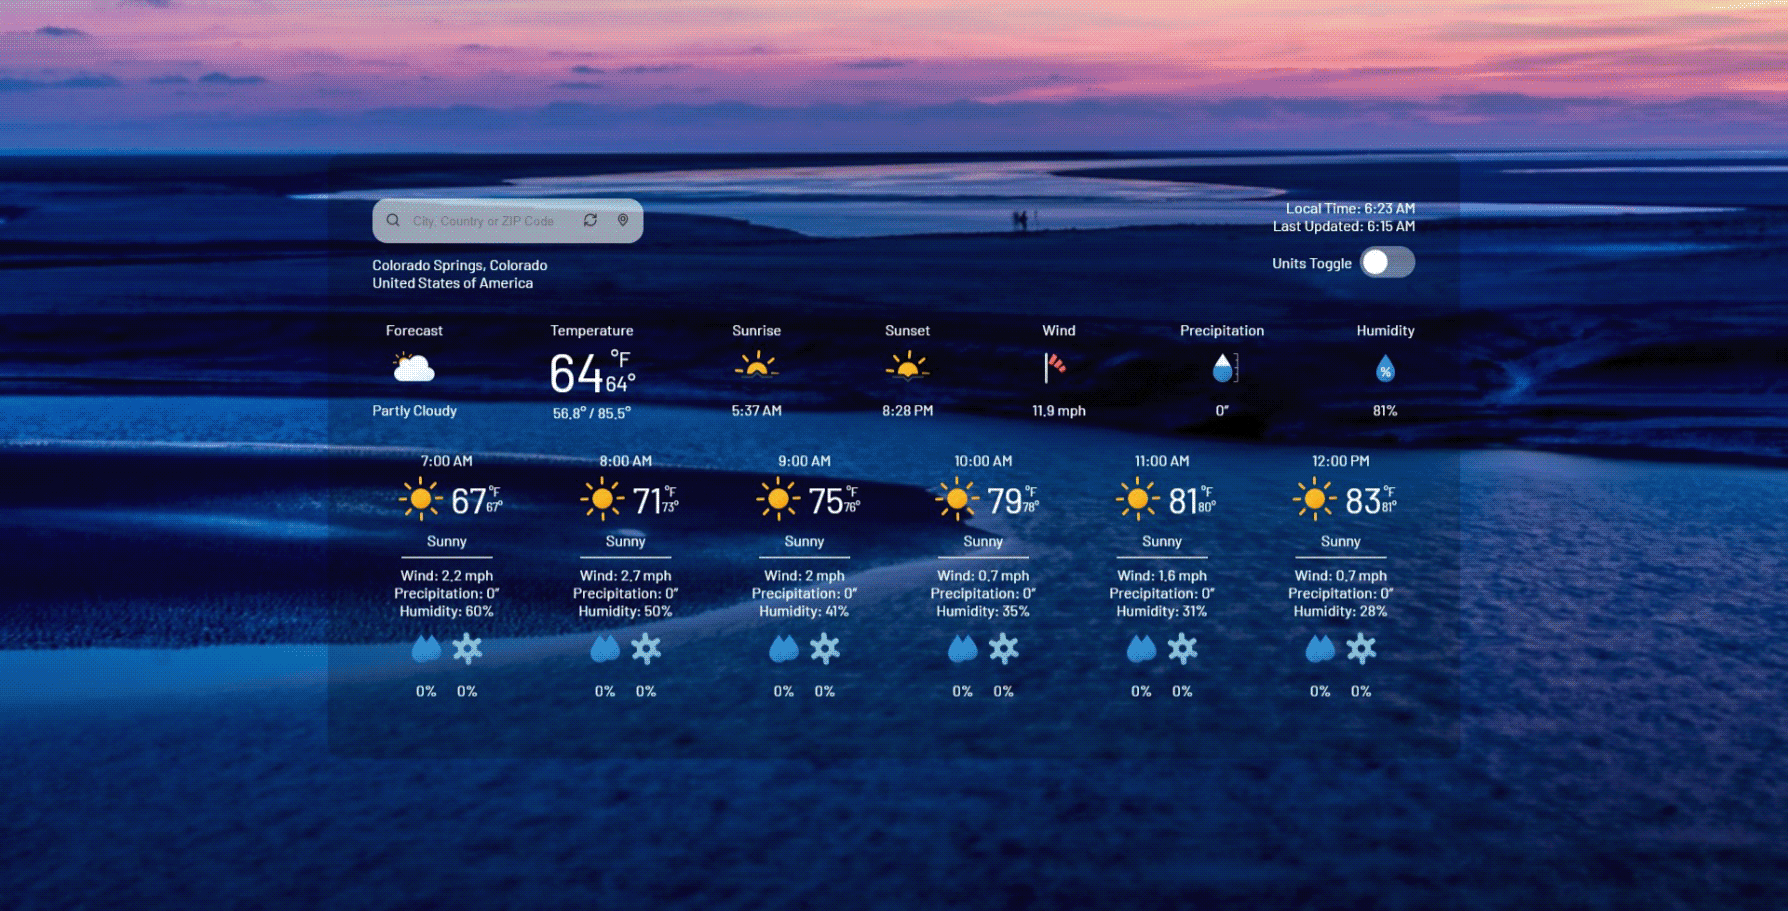 City, Country or ZIP Code
Local Time: 6:23 AM
Last Updated: 6:15 AM
Units Toggle
Colorado Springs, Colorado
United States of America
Forecast Temperature Sunrise Sunset Wind Precipitation Humidity
64 °F 64°
%
Partly Cloudy 56.8° / 85.5° 5:37 AM 8:28 PM 11.9 mph 0" 81%
7:00 AM 8:00 AM 9:00 AM 10:00 AM 11:00 AM 12:00 PM
67 °F 67° 71 °F 73° 75 °F 76° 79 °F 78° 81 °F 80° 83 °F 81°
Sunny Sunny Sunny Sunny Sunny Sunny
Wind: 2.2 mph Wind: 2.7 mph Wind: 2 mph Wind: 0.7 mph Wind: 1.6 mph Wind: 0.7 mph
Precipitation: 0" Precipitation: 0" Precipitation: 0" Precipitation: 0" Precipitation: 0" Precipitation: 0"
Humidity: 60% Humidity: 50% Humidity: 41% Humidity: 35% Humidity: 31% Humidity: 28%
0% 0% 0% 0% 0% 0% 0% 0% 0% 0% 0% 0%